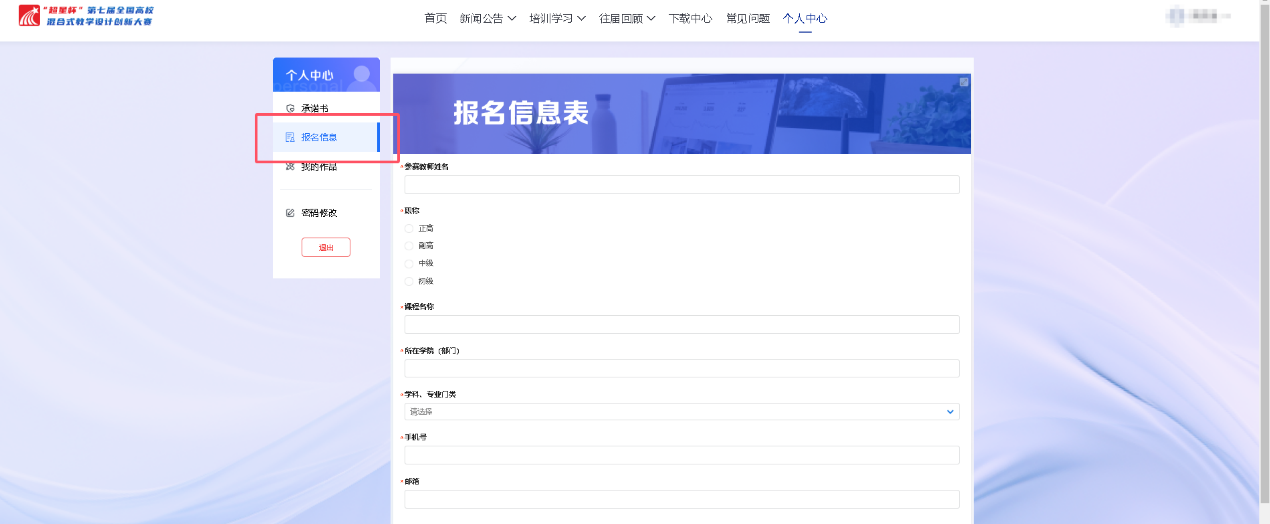 "超星杯"第七届全国高校
混合式教学设计创新大赛
首页 新闻公告 培训学习 往届回顾 下载中心 常见问题 个人中心
个人中心
personal
承诺书
报名信息
我的作品
密码修改
退出
报名信息表
*参赛教师姓名
*职称
正高
副高
中级
初级
*课程名称
*所在学院（部门）
*学科、专业门类
请选择
*手机号
*邮箱